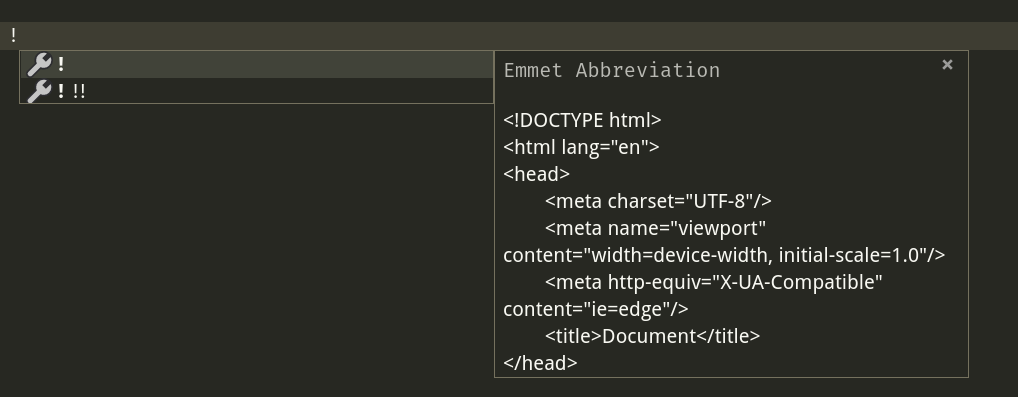 !
!
! !!
Emmet Abbreviation ×
<!DOCTYPE html>
<html lang="en">
<head>
<meta charset="UTF-8"/>
<meta name="viewport"
content="width=device-width, initial-scale=1.0"/>
<meta http-equiv="X-UA-Compatible"
content="ie=edge"/>
<title>Document</title>
</head>